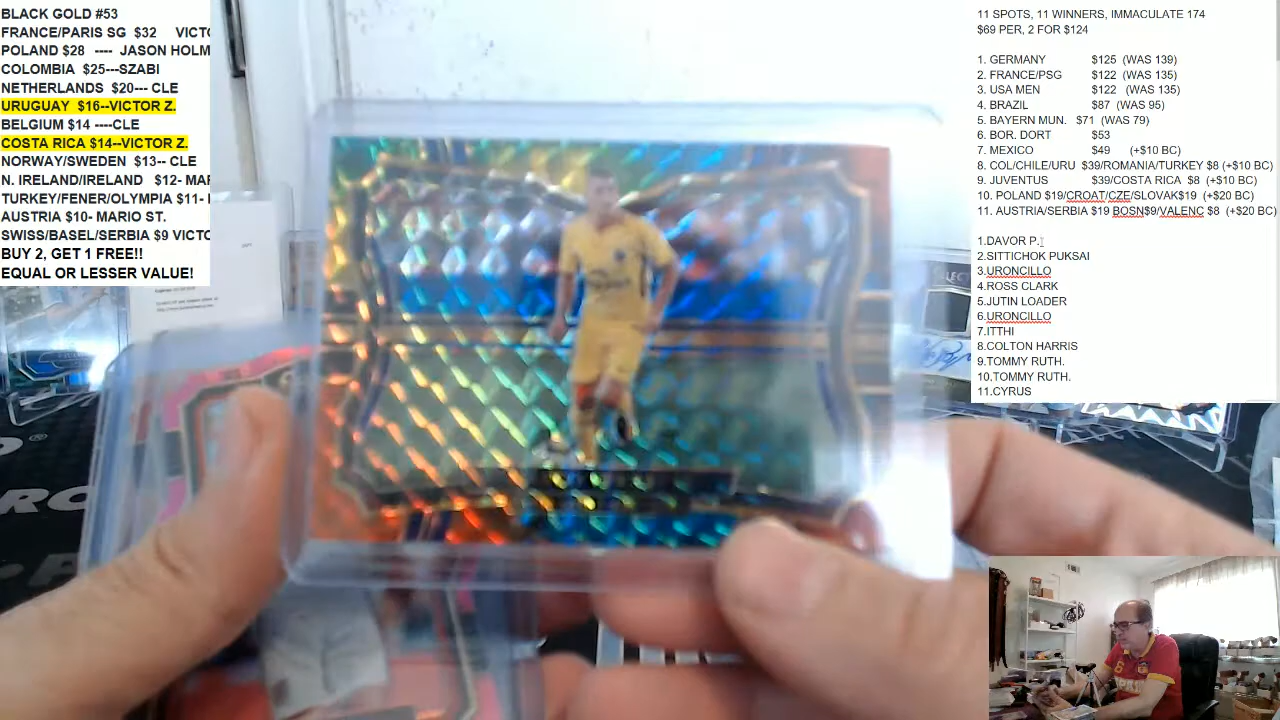 BLACK GOLD #53
FRANCE/PARIS SG $32 VICTO
POLAND $28 ---- JASON HOLM
COLOMBIA $25---SZABI
NETHERLANDS $20--- CLE
URUGUAY $16--VICTOR Z.
BELGIUM $14 ----CLE
COSTA RICA $14--VICTOR Z.
NORWAY/SWEDEN $13-- CLE
N. IRELAND/IRELAND $12- MAR
TURKEY/FENER/OLYMPIA $11-
AUSTRIA $10- MARIO ST.
SWISS/BASEL/SERBIA $9 VICTO
BUY 2, GET 1 FREE!!
EQUAL OR LESSER VALUE!
11 SPOTS, 11 WINNERS, IMMACULATE 174
$69 PER, 2 FOR $124
1. GERMANY $125 (WAS 139)
2. FRANCE/PSG $122 (WAS 135)
3. USA MEN $122 (WAS 135)
4. BRAZIL $87 (WAS 95)
5. BAYERN MUN. $71 (WAS 79)
6. BOR. DORT $53
7. MEXICO $49 (+$10 BC)
8. COL/CHILE/URU $39/ROMANIA/TURKEY $8 (+$10 BC)
9. JUVENTUS $39/COSTA RICA $8 (+$10 BC)
10. POLAND $19/CROAT/CZE/SLOVAK$19 (+$20 BC)
11. AUSTRIA/SERBIA $19 BOSN$9/VALENC $8 (+$20 BC)
1.DAVOR P.
2.SITTICHOK PUKSAI
3.URONCILLO
4.ROSS CLARK
5.JUTIN LOADER
6.URONCILLO
7.ITTHI
8.COLTON HARRIS
9.TOMMY RUTH.
10.TOMMY RUTH.
11.CYRUS